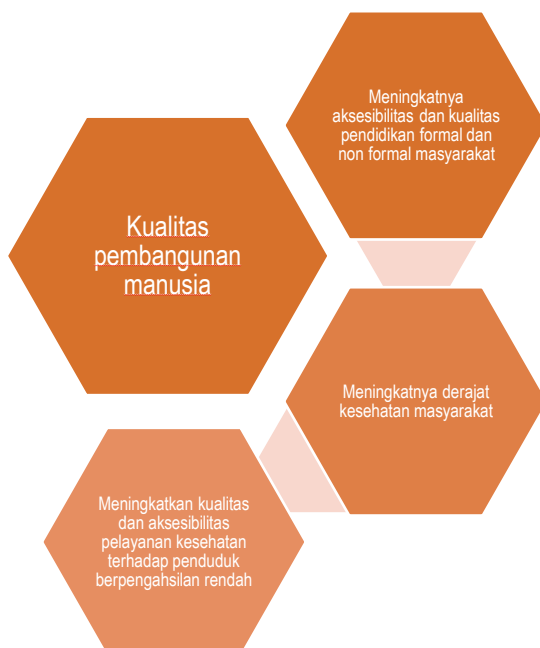 Meningkatnya
aksesibilitas dan kualitas
pendidikan formal dan
non formal masyarakat
Kualitas
pembangunan
manusia
Meningkatnya derajat
kesehatan masyarakat
Meningkatkan kualitas
dan aksesibilitas
pelayanan kesehatan
terhadap penduduk
berpengahsilan rendah